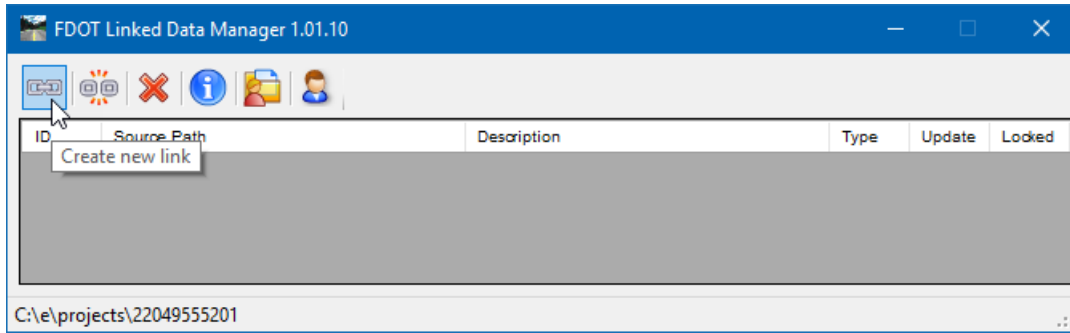 FDOT Linked Data Manager 1.01.10
ID Source Path Description Type Update Locked
Create new link
C:\e\projects\22049555201